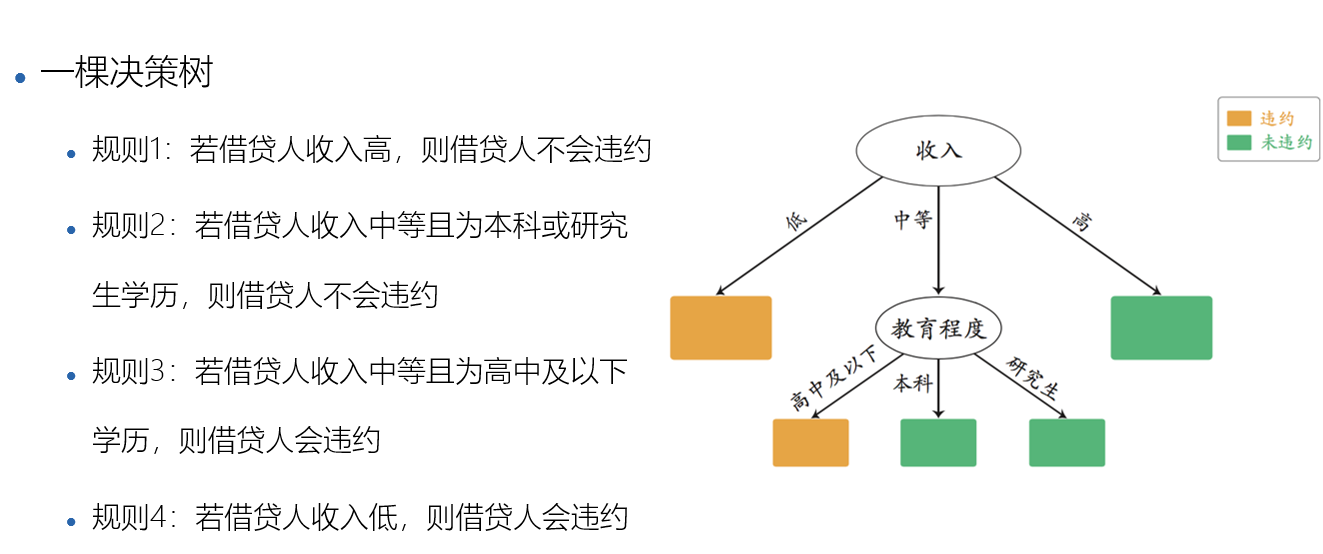 一棵决策树
规则1：若借贷人收入高，则借贷人不会违约
规则2：若借贷人收入中等且为本科或研究
生学历，则借贷人不会违约
规则3：若借贷人收入中等且为高中及以下
学历，则借贷人会违约
规则4：若借贷人收入低，则借贷人会违约
违约
未违约
收入
低
中等
高
教育程度
高中及以下
本科
研究生